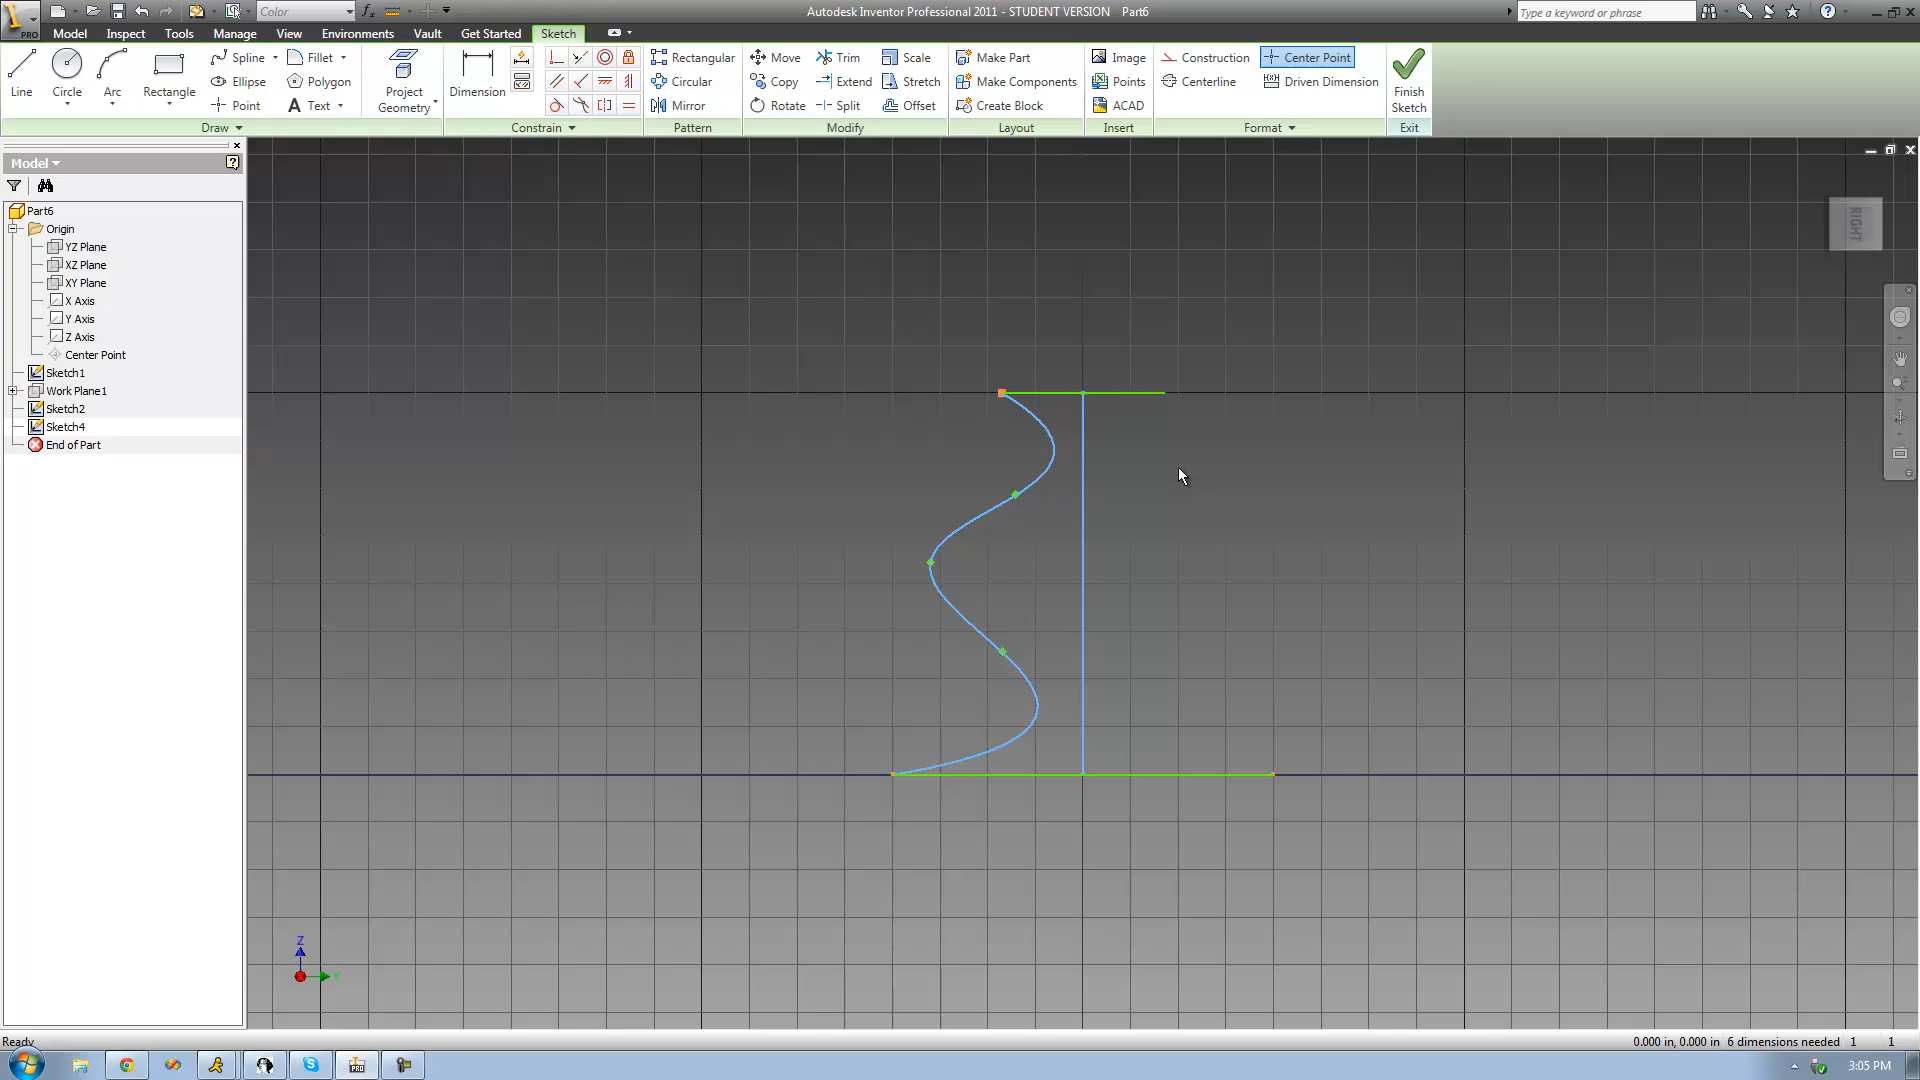 Color
Autodesk Inventor Professional 2011 - STUDENT VERSION Part6
Type a keyword or phrase
PRO
Model Inspect Tools Manage View Environments Vault Get Started Sketch
Line Circle Arc Rectangle
Spline Fillet
Ellipse Polygon
Point Text
Project Geometry
Dimension
Rectangular
Circular
Mirror
Move Trim Scale
Copy Extend Stretch
Rotate Split Offset
Make Part
Make Components
Create Block
Image
Points
ACAD
Construction Center Point
Centerline Driven Dimension
Finish Sketch
Draw Constrain Pattern Modify Layout Insert Format Exit
Model
Part6
Origin
YZ Plane
XZ Plane
XY Plane
X Axis
Y Axis
Z Axis
Center Point
Sketch1
Work Plane1
Sketch2
Sketch4
End of Part
RIGHT
Z
Y
Ready
0.000 in, 0.000 in 6 dimensions needed 1 1
PRO
3:05 PM